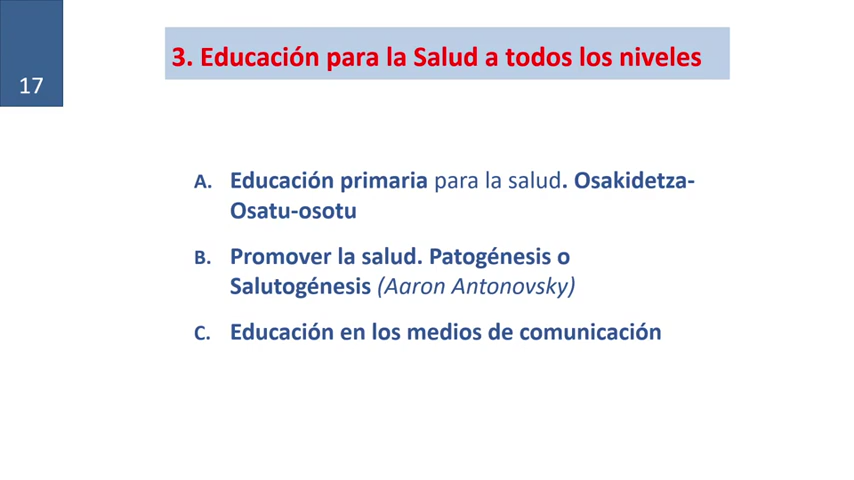 17
3. Educación para la Salud a todos los niveles
A. Educación primaria para la salud. Osakidetza-
Osatu-osotu
B. Promover la salud. Patogénesis o
Salutogénesis (Aaron Antonovsky)
C. Educación en los medios de comunicación